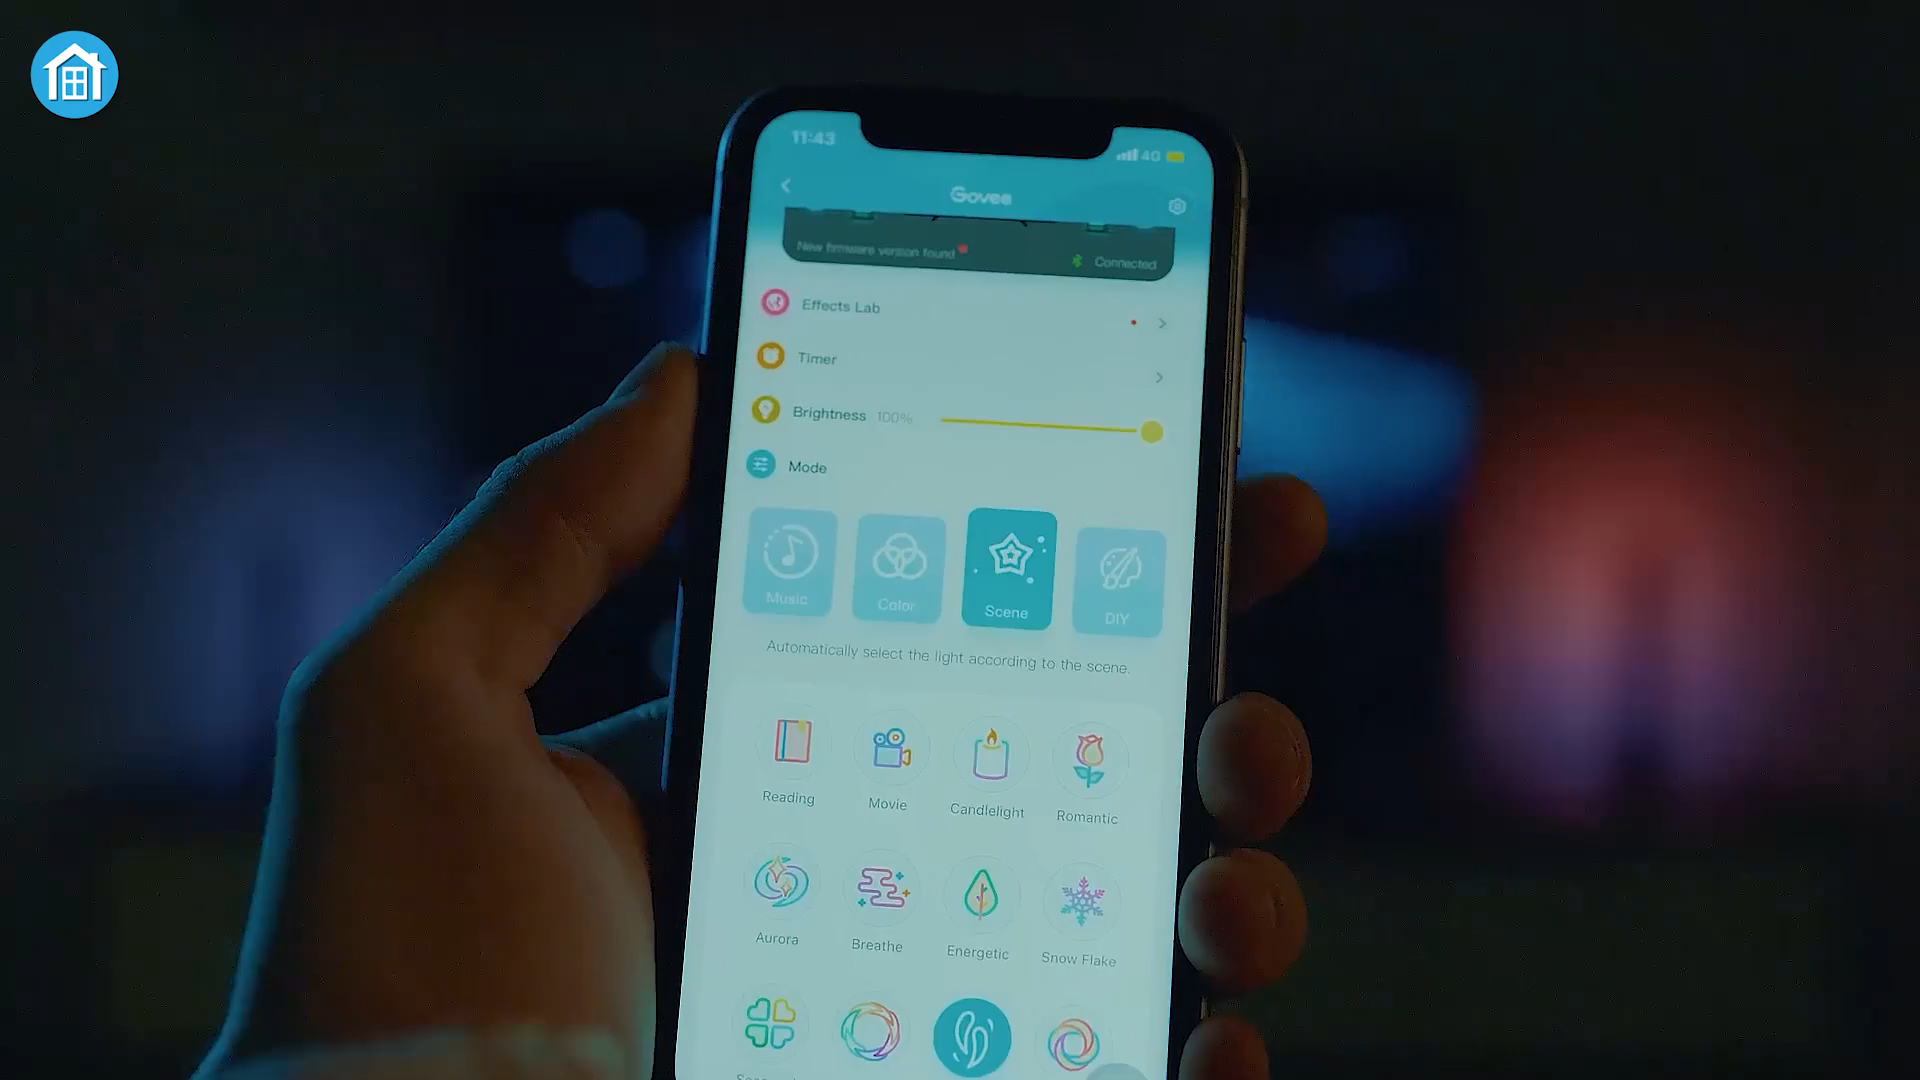 11:43
4G
Govee
New firmware version found
Connected
Effects Lab
Timer
Brightness 100%
Mode
Music Color Scene DIY
Automatically select the light according to the scene.
Reading Movie Candlelight Romantic
Aurora Breathe Energetic Snow Flake